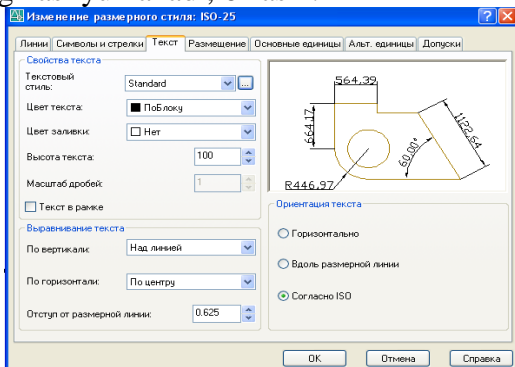 Изменение размерного стиля: ISO-25
Линии Символы и стрелки Текст Размещение Основные единицы Альт. единицы Допуски
Свойства текста
Текстовый стиль: Standard ...
Цвет текста: ПоБлоку
Цвет заливки: Нет
Высота текста: 100
Масштаб дробей: 1
Текст в рамке
Выравнивание текста
По вертикали: Над линией
По горизонтали: По центру
Отступ от размерной линии: 0.625
564,39
664,17
1122,64
60,00°
R446,97
Ориентация текста
Горизонтально
Вдоль размерной линии
Согласно ISO
OK Отмена Справка